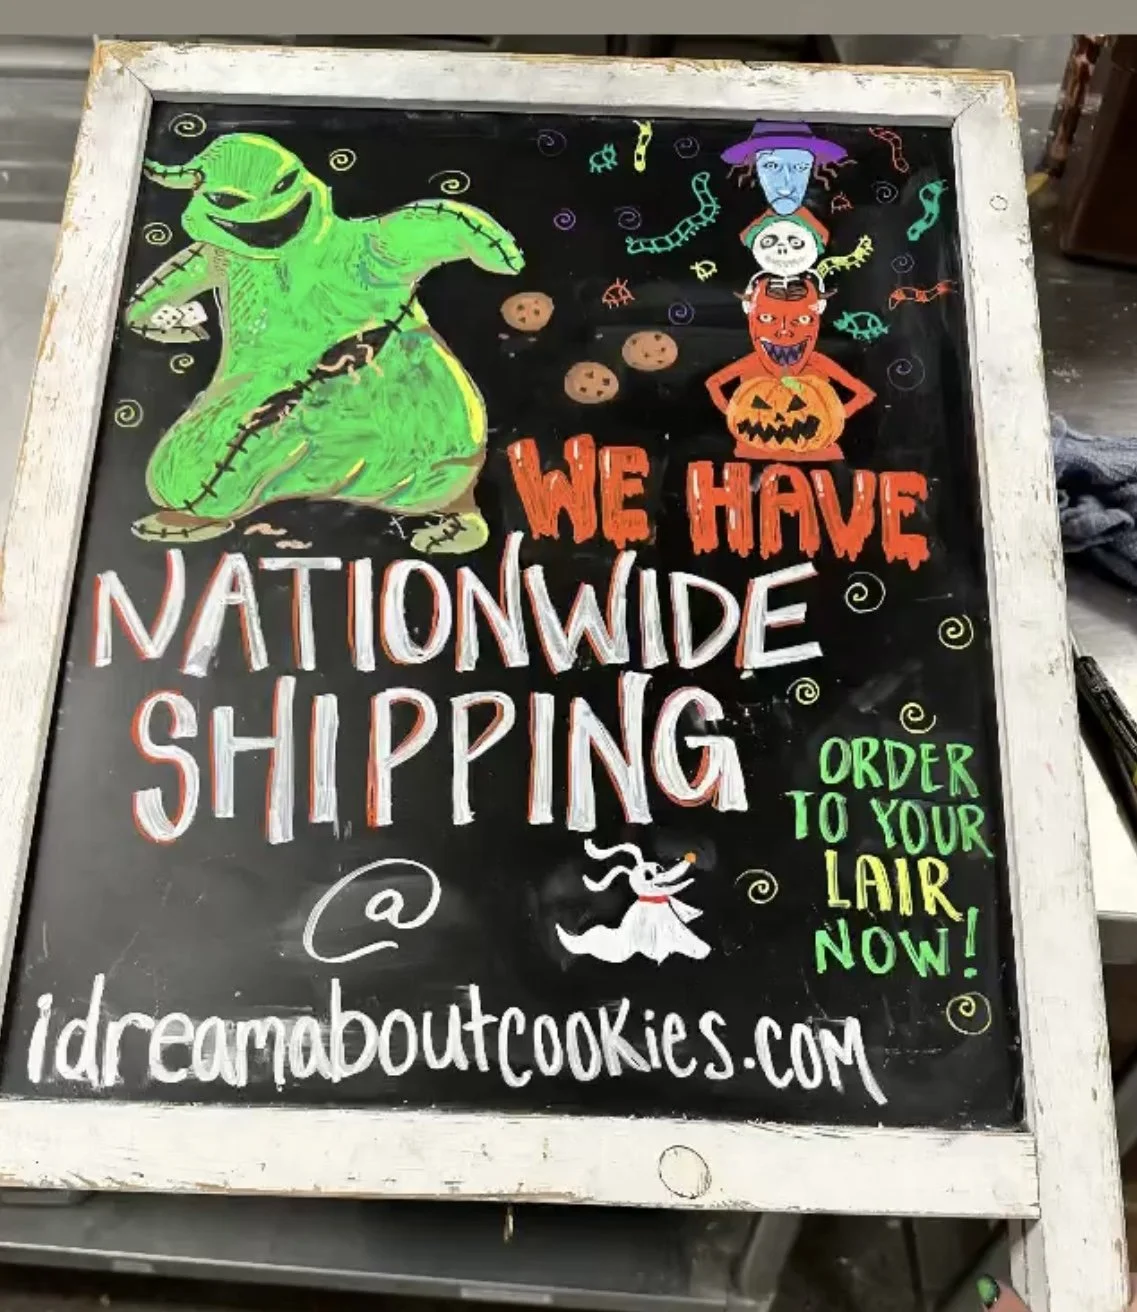 WE HAVE
NATIONWIDE
SHIPPING
ORDER
TO YOUR
LAIR
NOW!
@
idreamaboutcookies.com